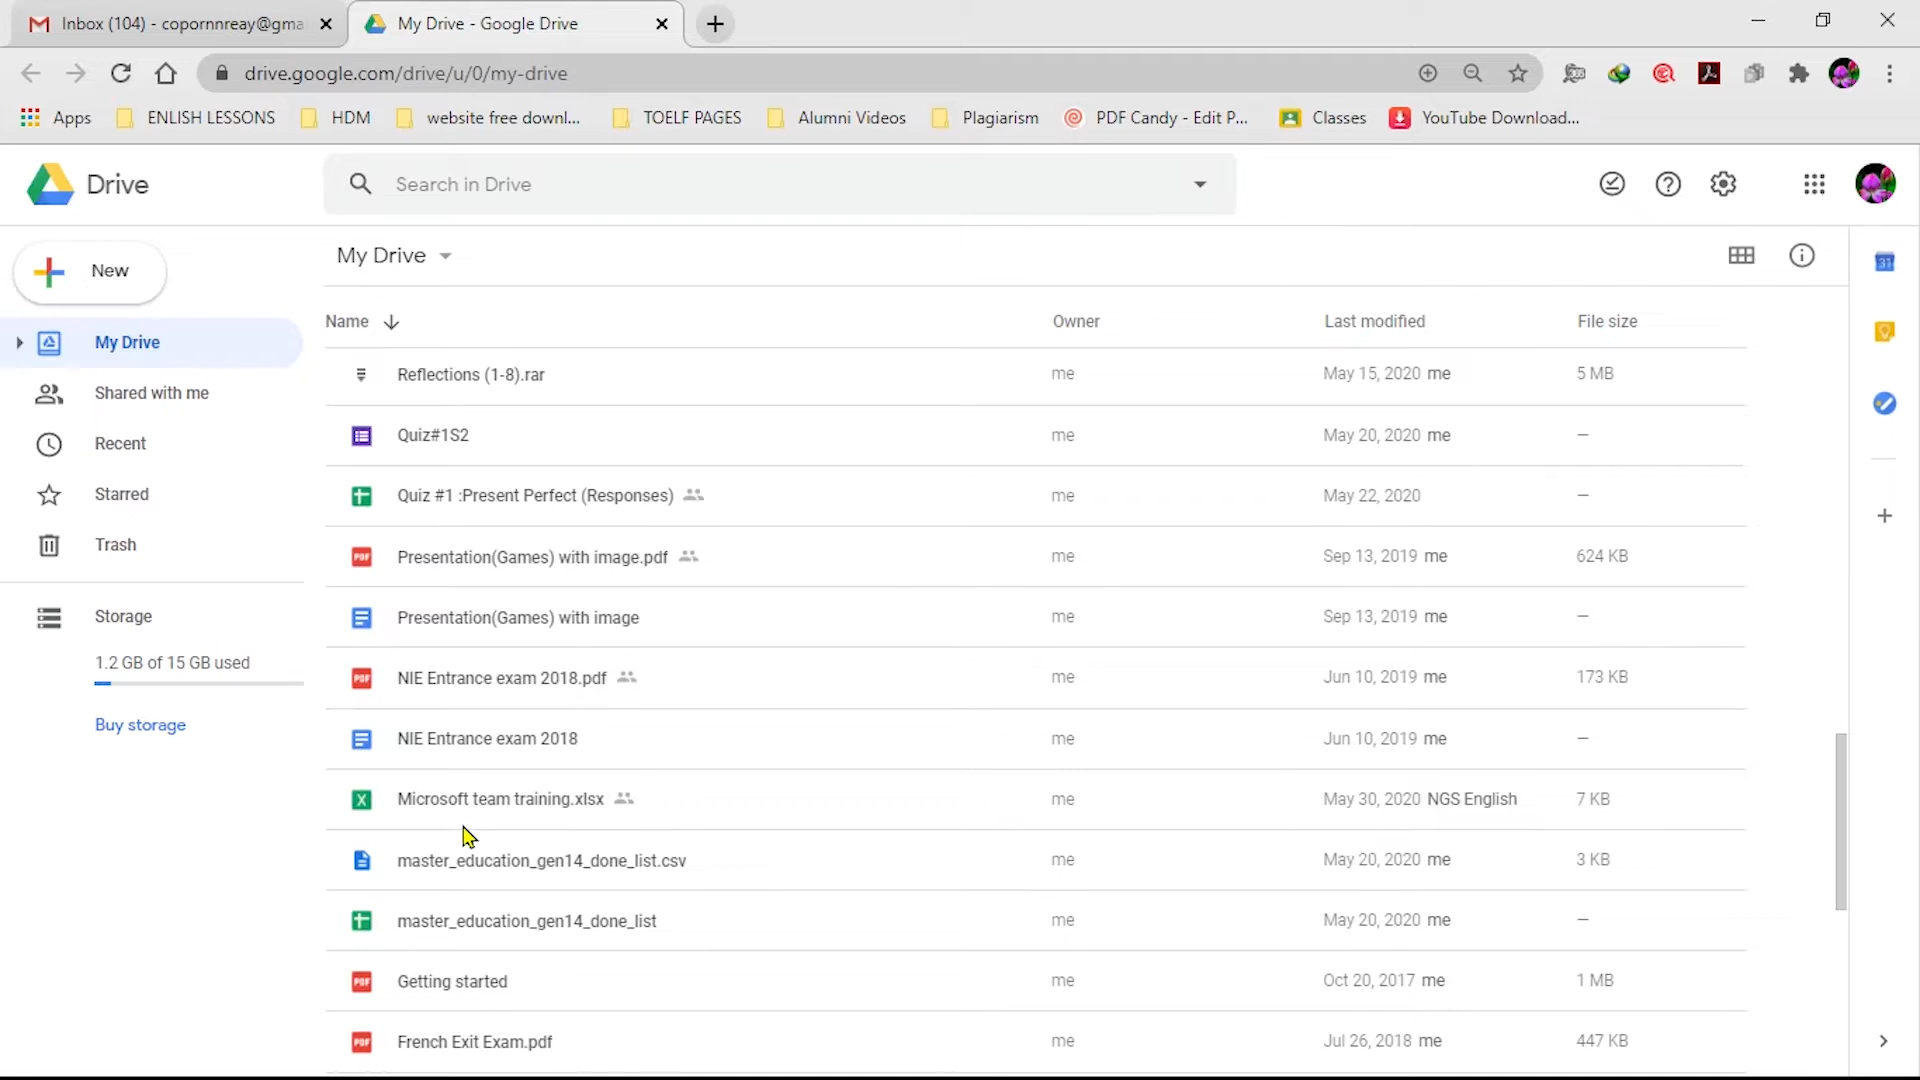 Inbox (104) - copornnreay@gma
My Drive - Google Drive
drive.google.com/drive/u/0/my-drive
Apps ENLISH LESSONS HDM website free downl... TOELF PAGES Alumni Videos Plagiarism PDF Candy - Edit P... Classes YouTube Download...
Drive
Search in Drive
New
My Drive
Shared with me
Recent
Starred
Trash
Storage
1.2 GB of 15 GB used
Buy storage
My Drive
Name Owner Last modified File size
Reflections (1-8).rar me May 15, 2020 me 5 MB
Quiz#1S2 me May 20, 2020 me –
Quiz #1 :Present Perfect (Responses) me May 22, 2020 –
Presentation(Games) with image.pdf me Sep 13, 2019 me 624 KB
Presentation(Games) with image me Sep 13, 2019 me –
NIE Entrance exam 2018.pdf me Jun 10, 2019 me 173 KB
NIE Entrance exam 2018 me Jun 10, 2019 me –
Microsoft team training.xlsx me May 30, 2020 NGS English 7 KB
master_education_gen14_done_list.csv me May 20, 2020 me 3 KB
master_education_gen14_done_list me May 20, 2020 me –
Getting started me Oct 20, 2017 me 1 MB
French Exit Exam.pdf me Jul 26, 2018 me 447 KB
31